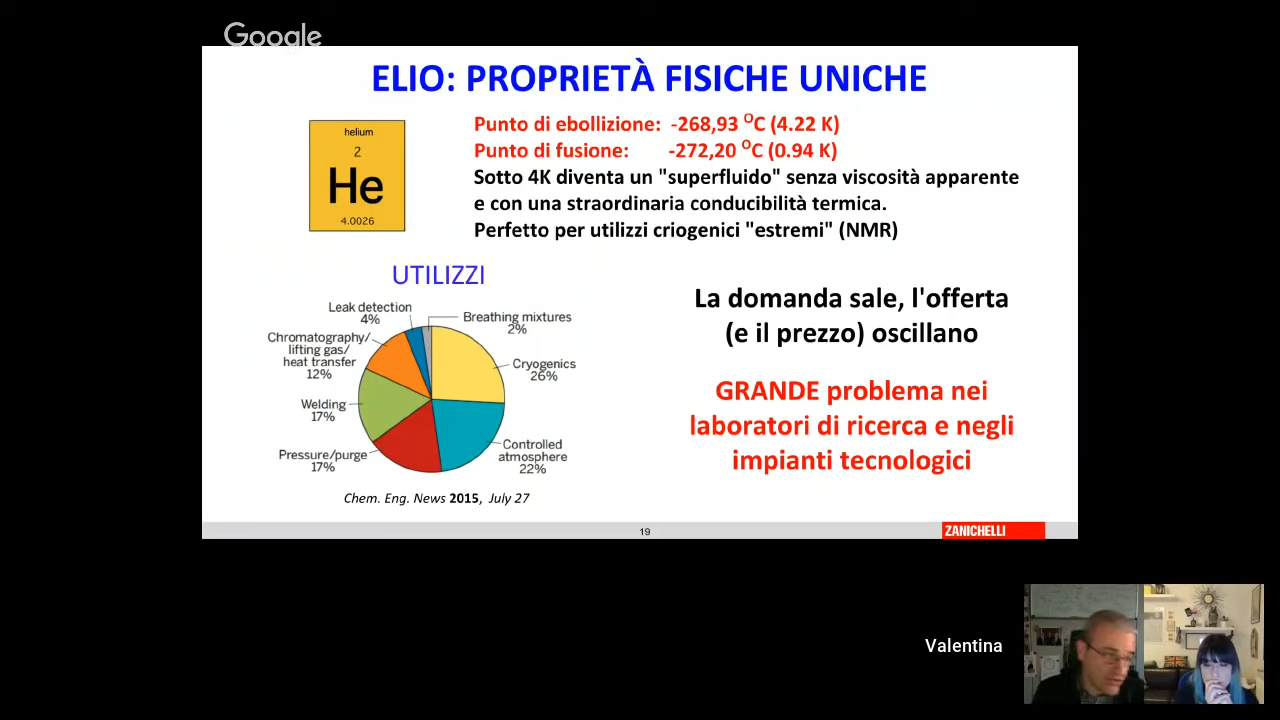 Google
ELIO: PROPRIETÀ FISICHE UNICHE
helium
2
He
4.0026
Punto di ebollizione: -268,93 °C (4.22 K)
Punto di fusione: -272,20 °C (0.94 K)
Sotto 4K diventa un "superfluido" senza viscosità apparente
e con una straordinaria conducibilità termica.
Perfetto per utilizzi criogenici "estremi" (NMR)
UTILIZZI
Leak detection
4%
Breathing mixtures
2%
Chromatography/
lifting gas/
heat transfer
12%
Cryogenics
26%
Welding
17%
Controlled
atmosphere
22%
Pressure/purge
17%
Chem. Eng. News 2015, July 27
La domanda sale, l'offerta
(e il prezzo) oscillano
GRANDE problema nei
laboratori di ricerca e negli
impianti tecnologici
19
ZANICHELLI
Valentina